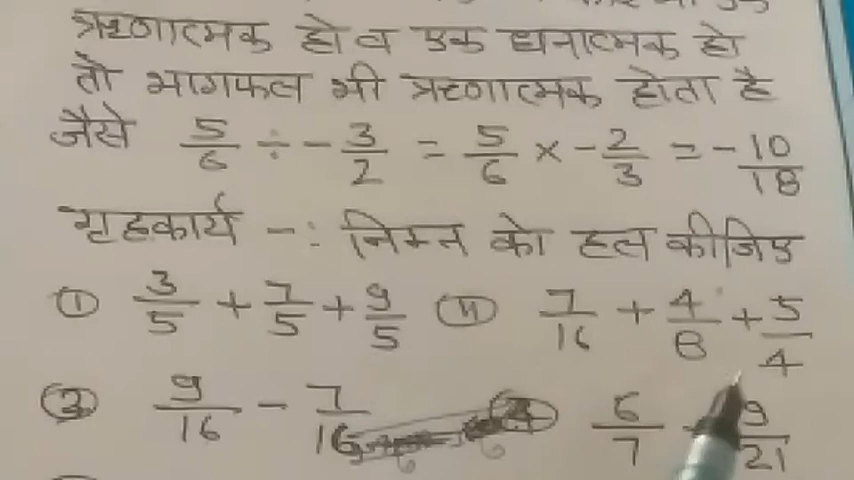 ऋणात्मक हो व एक धनात्मक हो
तो भागफल भी ऋणात्मक होता है
जैसे 5/6 ÷ - 3/2 = 5/6 × - 2/3 = - 10/18
गृहकार्य -: निम्न को हल कीजिए
① 3/5 + 7/5 + 9/5 ⑪ 7/16 + 4/8 + 5/4
③ 9/16 - 7/16 6/7 9/21